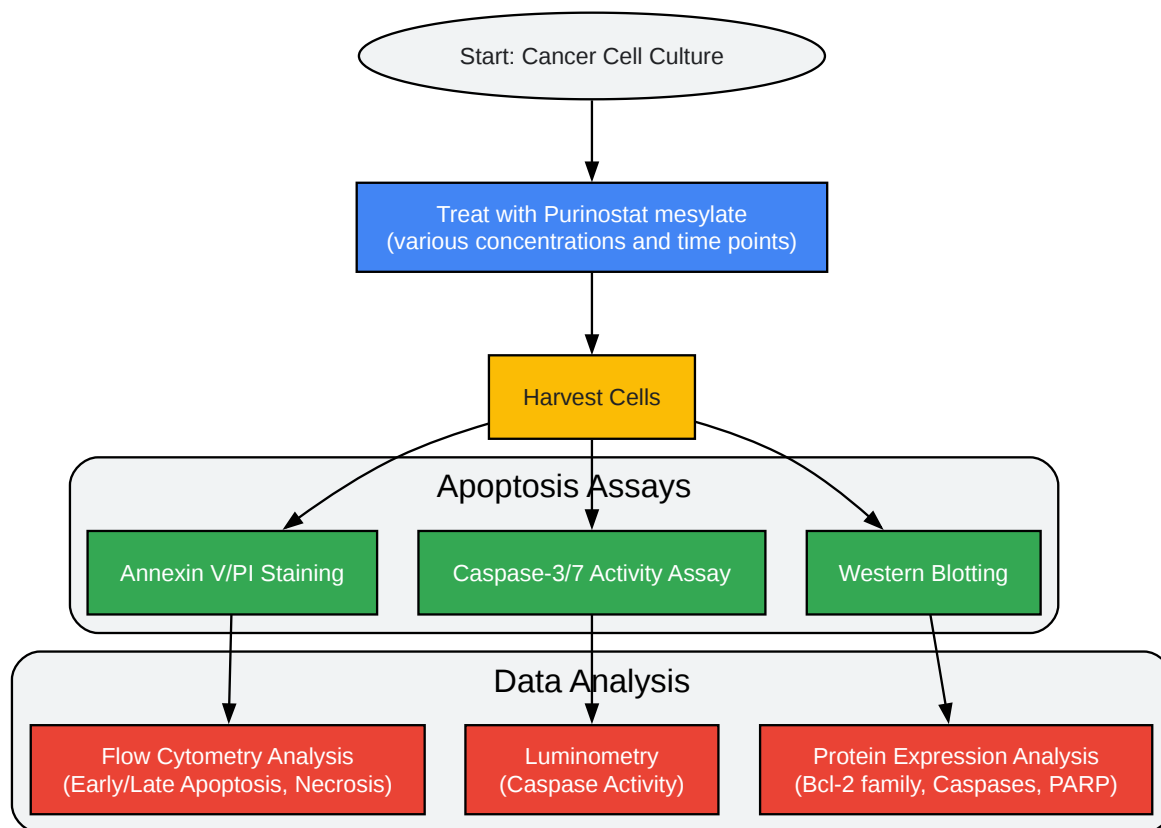 Start: Cancer Cell Culture
Treat with Purinostat mesylate
(various concentrations and time points)
Harvest Cells
Apoptosis Assays
Annexin V/PI Staining
Caspase-3/7 Activity Assay
Western Blotting
Data Analysis
Flow Cytometry Analysis
(Early/Late Apoptosis, Necrosis)
Luminometry
(Caspase Activity)
Protein Expression Analysis
(Bcl-2 family, Caspases, PARP)